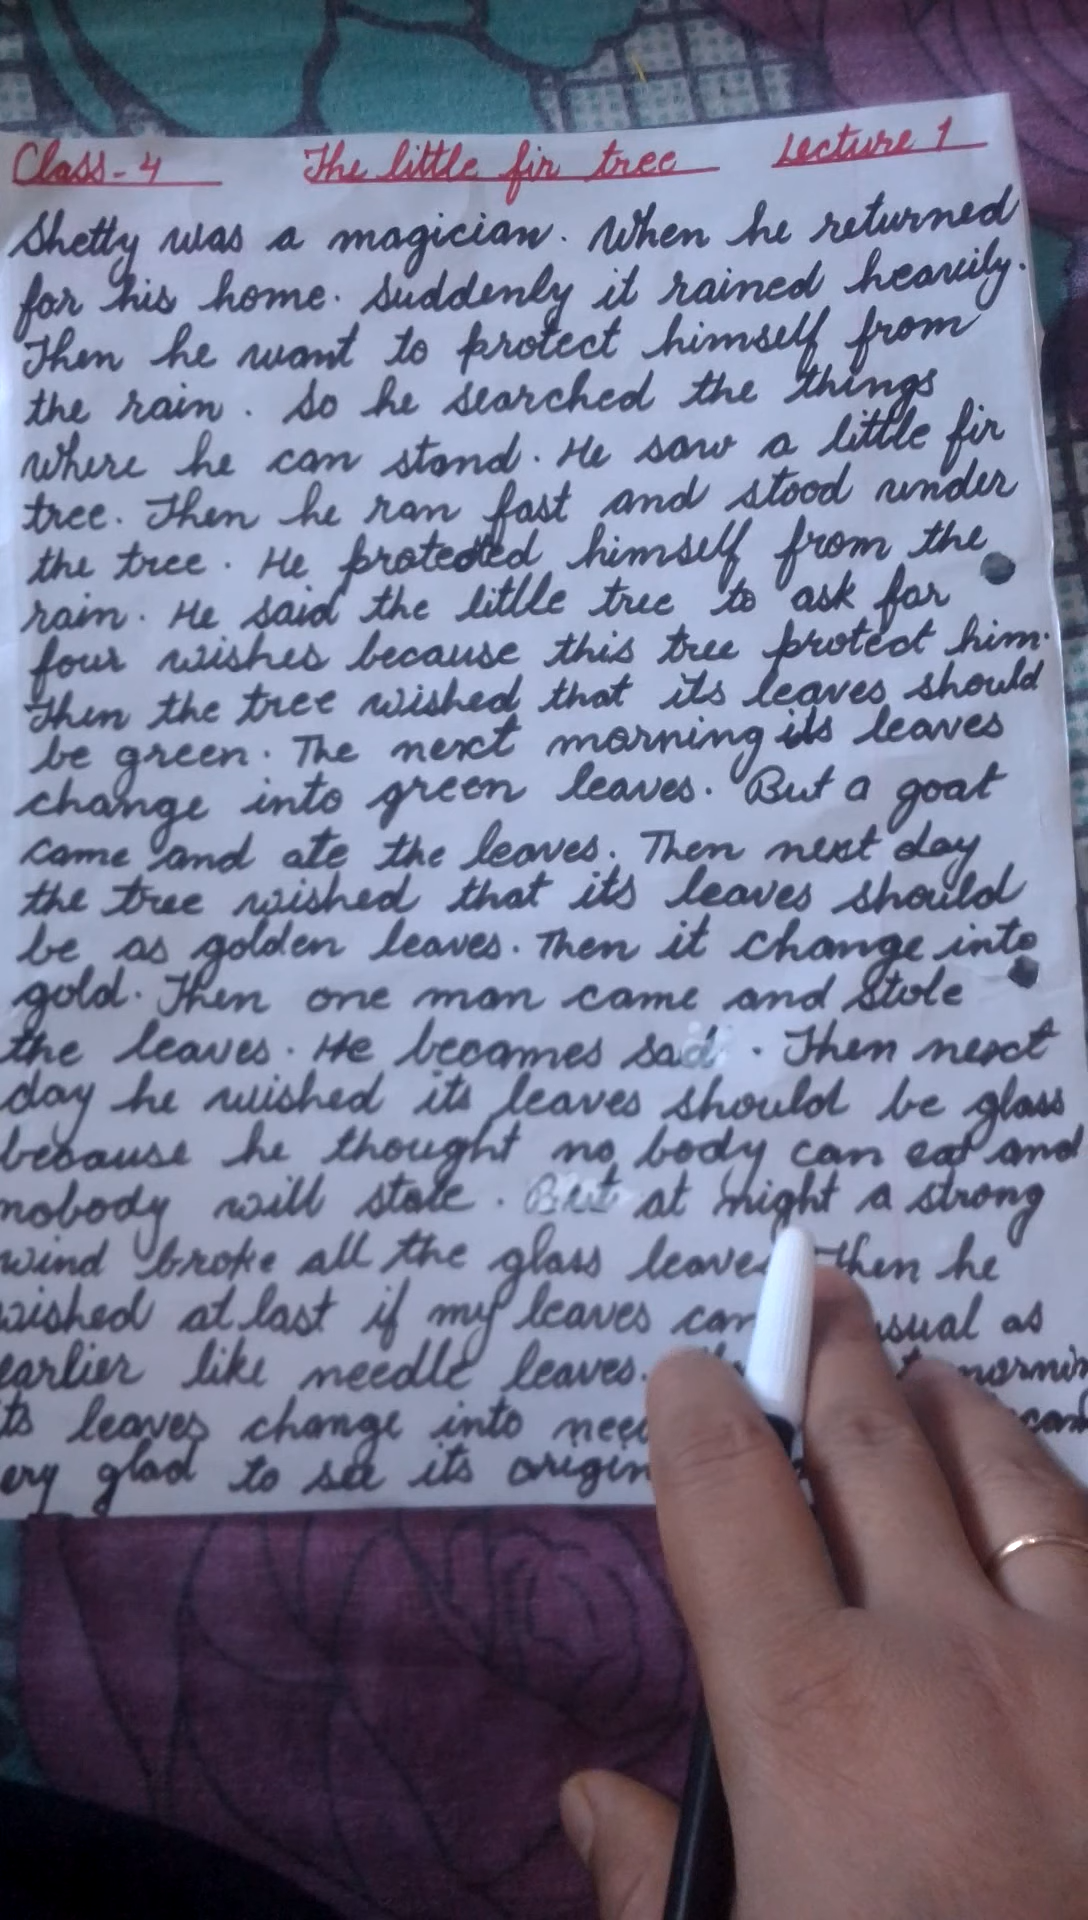 Class-4 The little fir tree Lecture 1
Shetty was a magician. When he returned
for his home. Suddenly it rained heavily.
Then he want to protect himself from
the rain. So he searched the things
where he can stand. He saw a little fir
tree. Then he ran fast and stood under
the tree. He protected himself from the
rain. He said the little tree to ask for
four wishes because this tree protect him.
Then the tree wished that its leaves should
be green. The next morning its leaves
change into green leaves. But a goat
came and ate the leaves. Then next day
the tree wished that its leaves should
be as golden leaves. Then it change into
gold. Then one man came and stole
the leaves. He becomes sad. Then next
day he wished its leaves should be glass
because he thought no body can eat and
nobody will stole. But at night a strong
wind broke all the glass leaves Then he
wished at last if my leaves can usual as
earlier like needle leaves.
its leaves change into
very glad to see its